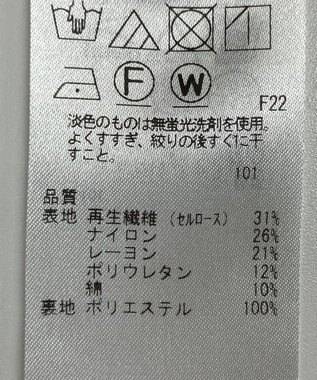 F W
F22
淡色のものは無蛍光洗剤を使用。
よくすすぎ、絞りの後すぐに干
すこと。
101
品質
表地 再生繊維(セルロース) 31%
ナイロン 26%
レーヨン 21%
ポリウレタン 12%
綿 10%
裏地 ポリエステル 100%